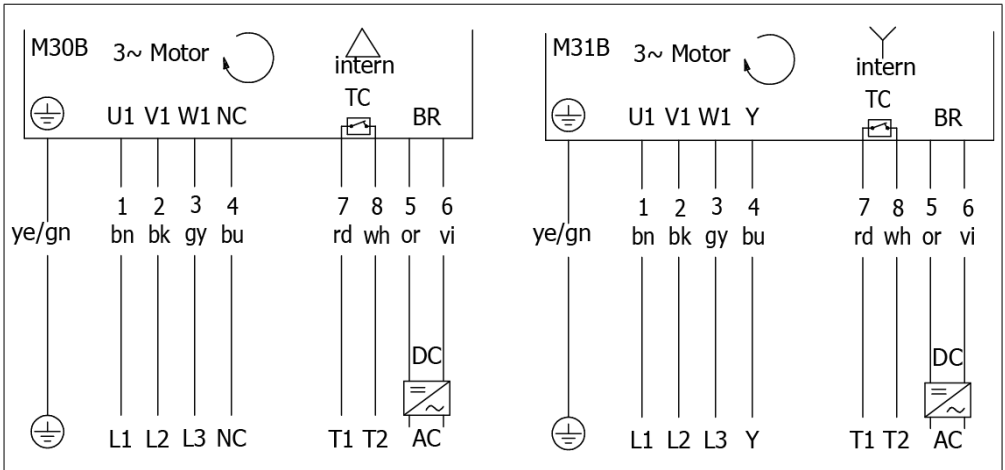 M30B 3~ Motor intern
TC
U1 V1 W1 NC BR
1 2 3 4 7 8 5 6
ye/gn bn bk gy bu rd wh or vi
DC
= ~
L1 L2 L3 NC T1 T2 AC
M31B 3~ Motor intern
TC
U1 V1 W1 Y BR
1 2 3 4 7 8 5 6
ye/gn bn bk gy bu rd wh or vi
DC
= ~
L1 L2 L3 Y T1 T2 AC